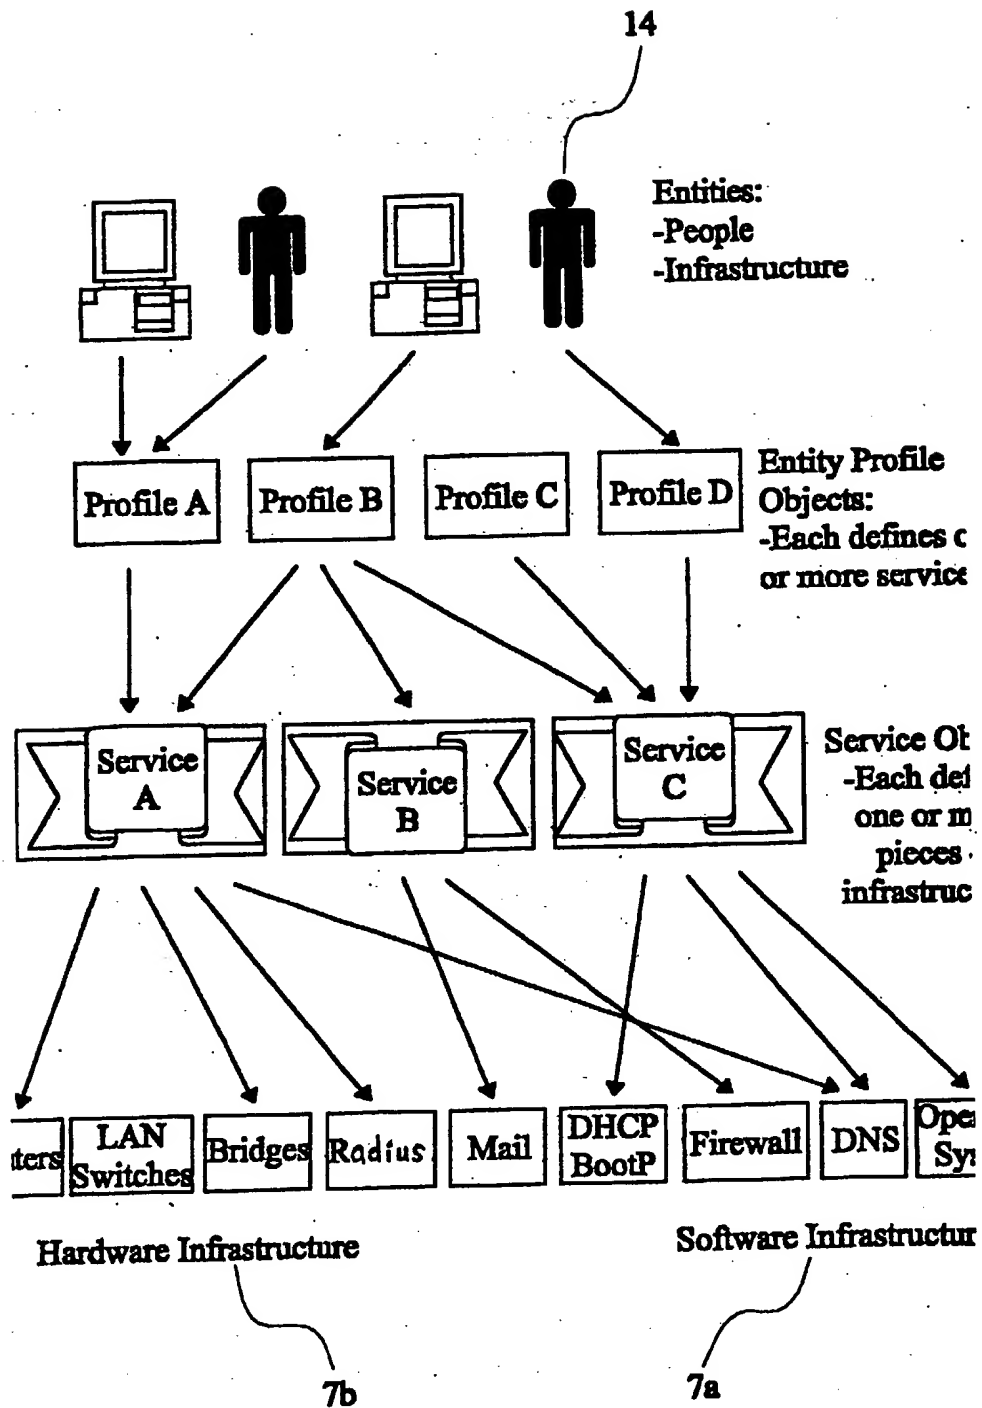 14
Entities:
-People
-Infrastructure
Profile A
Profile B
Profile C
Profile D
Entity Profile
Objects:
-Each defines
or more service
Service
A
Service
B
Service
C
Service
-Each
one or
pieces
LAN
Switches
Bridges
Radius
Mail
DHCP
BootP
Firewall
DNS
Hardware Infrastructure
Software Infrastructur
7b
7a